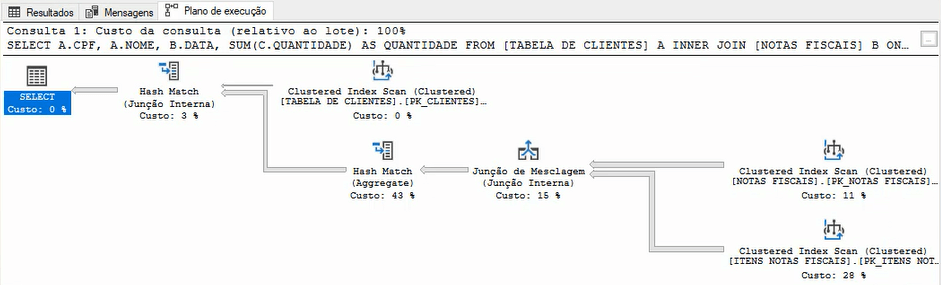 Resultados Mensagens Plano de execução
Consulta 1: Custo da consulta (relativo ao lote): 100%
SELECT A.CPF, A.NOME, B.DATA, SUM(C.QUANTIDADE) AS QUANTIDADE FROM [TABELA DE CLIENTES] A INNER JOIN [NOTAS FISCAIS] B ON…
...
SELECT
Custo: 0 %
Hash Match
(Junção Interna)
Custo: 3 %
Clustered Index Scan (Clustered)
[TABELA DE CLIENTES].[PK_CLIENTES]…
Custo: 0 %
Hash Match
(Aggregate)
Custo: 43 %
Junção de Mesclagem
(Junção Interna)
Custo: 15 %
Clustered Index Scan (Clustered)
[NOTAS FISCAIS].[PK_NOTAS FISCAIS]…
Custo: 11 %
Clustered Index Scan (Clustered)
[ITENS NOTAS FISCAIS].[PK_ITENS NOT…
Custo: 28 %